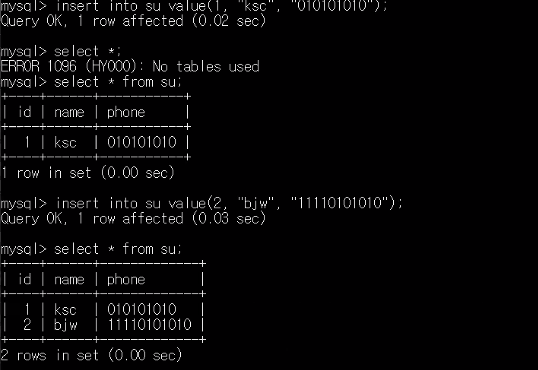 mysql> insert into su value(1, "ksc", "010101010");
Query OK, 1 row affected (0.02 sec)

mysql> select *;
ERROR 1096 (HY000): No tables used
mysql> select * from su;
+----+------+-----------+
| id | name | phone     |
+----+------+-----------+
|  1 | ksc  | 010101010 |
+----+------+-----------+
1 row in set (0.00 sec)

mysql> insert into su value(2, "bjw", "11110101010");
Query OK, 1 row affected (0.03 sec)

mysql> select * from su;
+----+------+-------------+
| id | name | phone       |
+----+------+-------------+
|  1 | ksc  | 010101010   |
|  2 | bjw  | 11110101010 |
+----+------+-------------+
2 rows in set (0.00 sec)